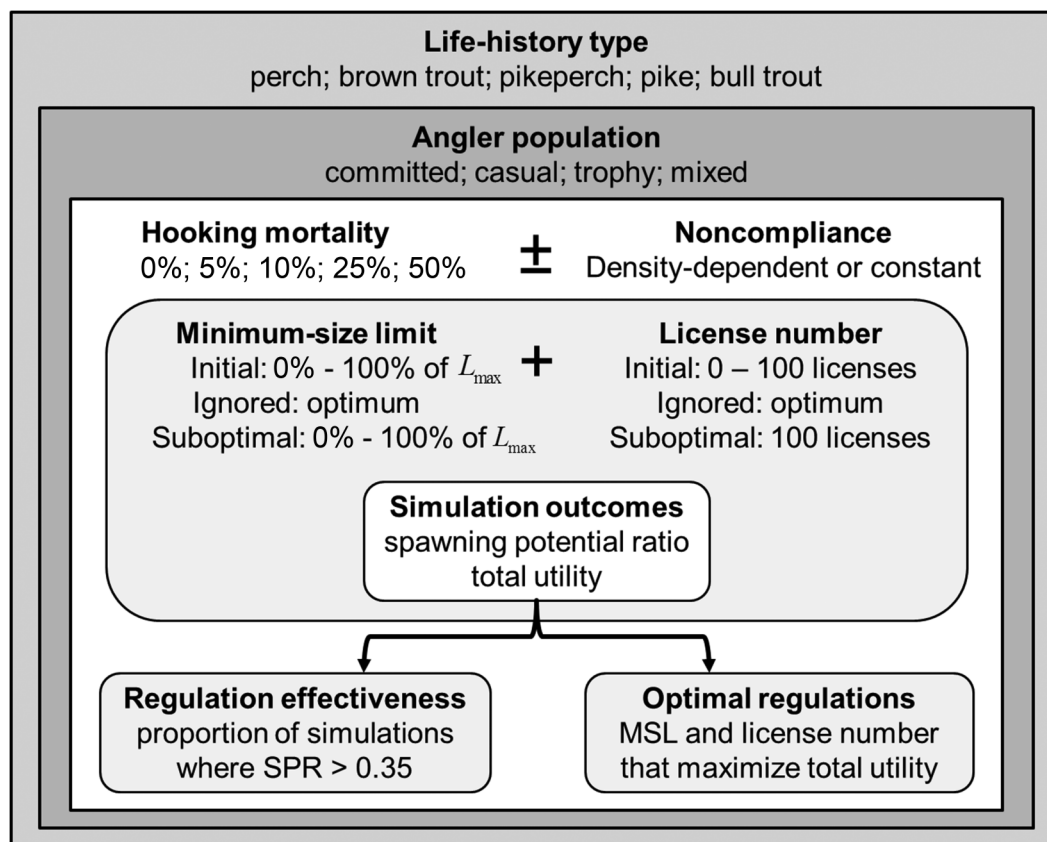 Life-history type
perch; brown trout; pikeperch; pike; bull trout
Angler population
committed; casual; trophy; mixed
Hooking mortality
0%; 5%; 10%; 25%; 50%
±
Noncompliance
Density-dependent or constant
Minimum-size limit
Initial: 0% - 100% of Lmax
Ignored: optimum
Suboptimal: 0% - 100% of Lmax
+
License number
Initial: 0 – 100 licenses
Ignored: optimum
Suboptimal: 100 licenses
Simulation outcomes
spawning potential ratio
total utility
Regulation effectiveness
proportion of simulations
where SPR > 0.35
Optimal regulations
MSL and license number
that maximize total utility